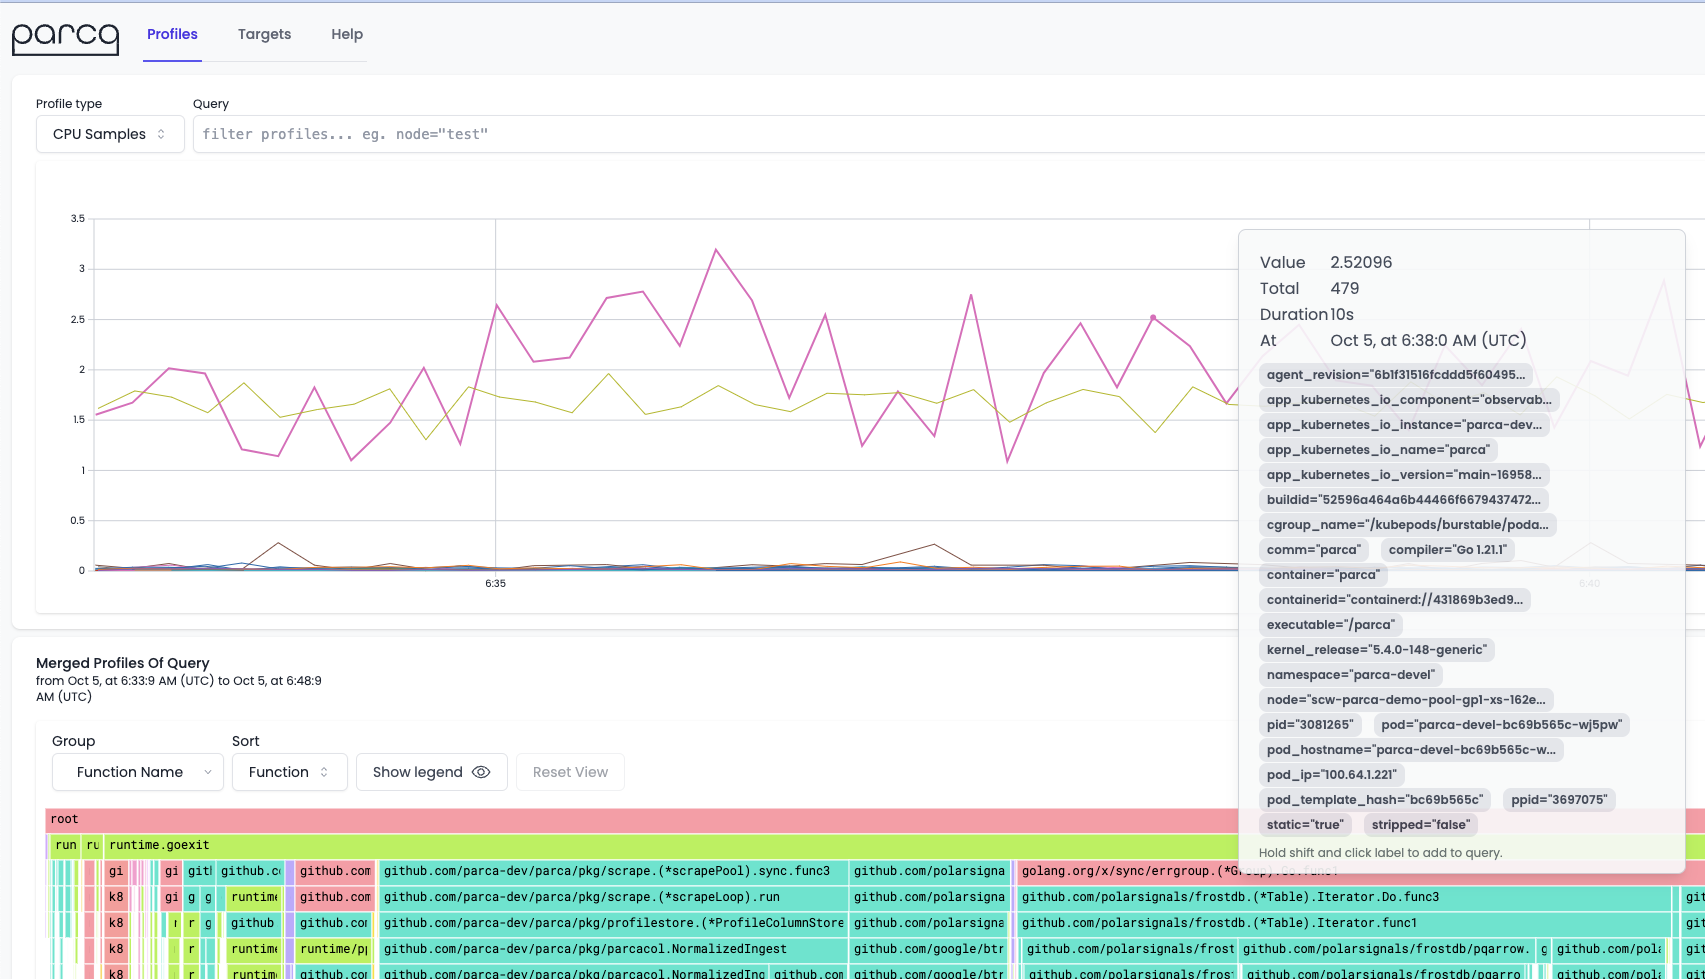 parca
Profiles Targets Help
Profile type Query
CPU Samples filter profiles... eg. node="test"
3.5
3
2.5
2
1.5
1
0.5
0
6:35
6:40
Value 2.52096
Total 479
Duration 10s
At Oct 5, at 6:38:0 AM (UTC)
agent_revision="6b1f31516fcddd5f60495...
app_kubernetes_io_component="observab...
app_kubernetes_io_instance="parca-dev...
app_kubernetes_io_name="parca"
app_kubernetes_io_version="main-16958...
buildid="52596a464a6b44466f6679437472...
cgroup_name="/kubepods/burstable/poda...
comm="parca" compiler="Go 1.21.1"
container="parca"
containerid="containerd://431869b3ed9...
executable="/parca"
kernel_release="5.4.0-148-generic"
namespace="parca-devel"
node="scw-parca-demo-pool-gp1-xs-162e...
pid="3081265" pod="parca-devel-bc69b565c-wj5pw"
pod_hostname="parca-devel-bc69b565c-w...
pod_ip="100.64.1.221"
pod_template_hash="bc69b565c" ppid="3697075"
static="true" stripped="false"
Hold shift and click label to add to query.
Merged Profiles Of Query
from Oct 5, at 6:33:9 AM (UTC) to Oct 5, at 6:48:9
AM (UTC)
Group Sort
Function Name Function Show legend Reset View
root
run ru runtime.goexit
gi gi gitl github.c github.com github.com/parca-dev/parca/pkg/scrape.(*scrapePool).sync.func3 github.com/polarsigna golang.org/x/sync/errgroup.(*Group).Go.func1
k8 gi g g runtime github.com github.com/parca-dev/parca/pkg/scrape.(*scrapeLoop).run github.com/polarsigna github.com/polarsignals/frostdb.(*Table).Iterator.Do.func3 git
k8 r r g github github.co github.com/parca-dev/parca/pkg/profilestore.(*ProfileColumnStore github.com/polarsigna github.com/polarsignals/frostdb.(*Table).Iterator.func1 git
k8 r runtime runtime/p github.com/parca-dev/parca/pkg/parcacol.NormalizedIngest github.com/google/btr github.com/polarsignals/frost github.com/polarsignals/frostdb/pqarrow. g github.com/pola git
k8 r runtim github.co github.com/parca-dev/parca/pkg/parcacol.NormalizedIng github.com github.com/google/btr github.com/polarsignals/fros github.com/polarsignals/frostdb/pqarro github.com/pol git